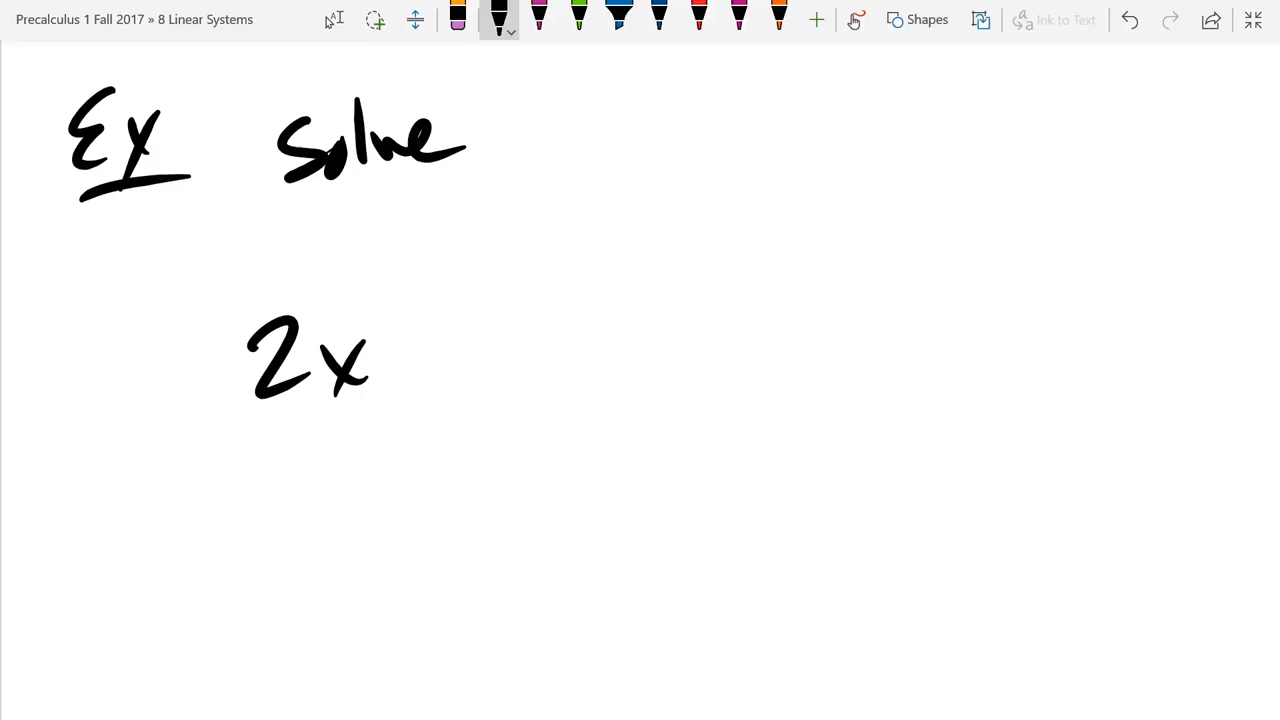 Precalculus 1 Fall 2017 » 8 Linear Systems
Shapes
Ink to Text
Ex solve
2x